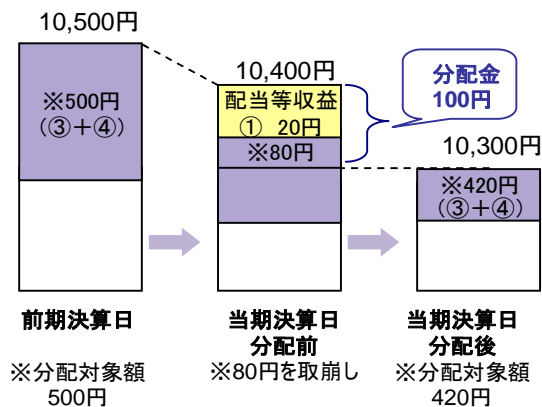 10,500円
※500円
(③+④)
10,400円
配当等収益
① 20円
※80円
分配金
100円
10,300円
※420円
(③+④)
前期決算日
※分配対象額
500円
当期決算日
分配前
※80円を取崩し
当期決算日
分配後
※分配対象額
420円